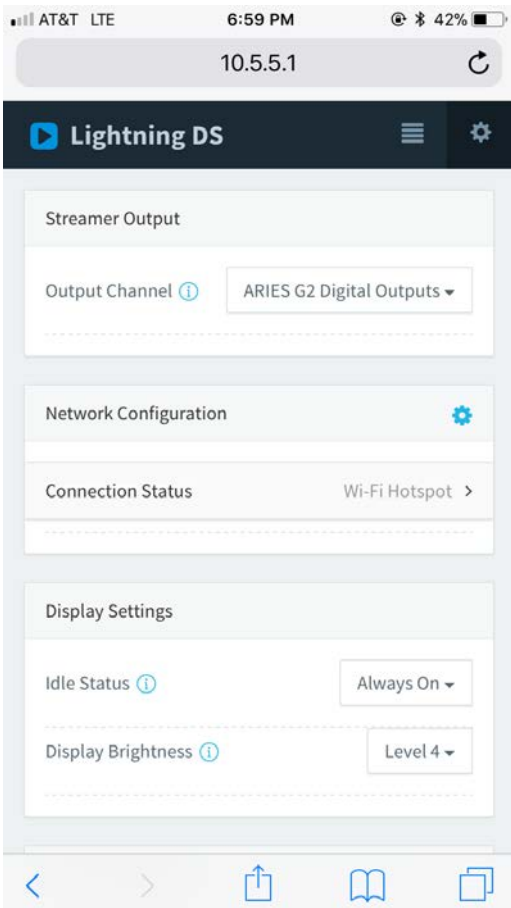 AT&T LTE 6:59 PM 42%
10.5.5.1
Lightning DS
Streamer Output
Output Channel ARIES G2 Digital Outputs
Network Configuration
Connection Status Wi-Fi Hotspot
Display Settings
Idle Status Always On
Display Brightness Level 4